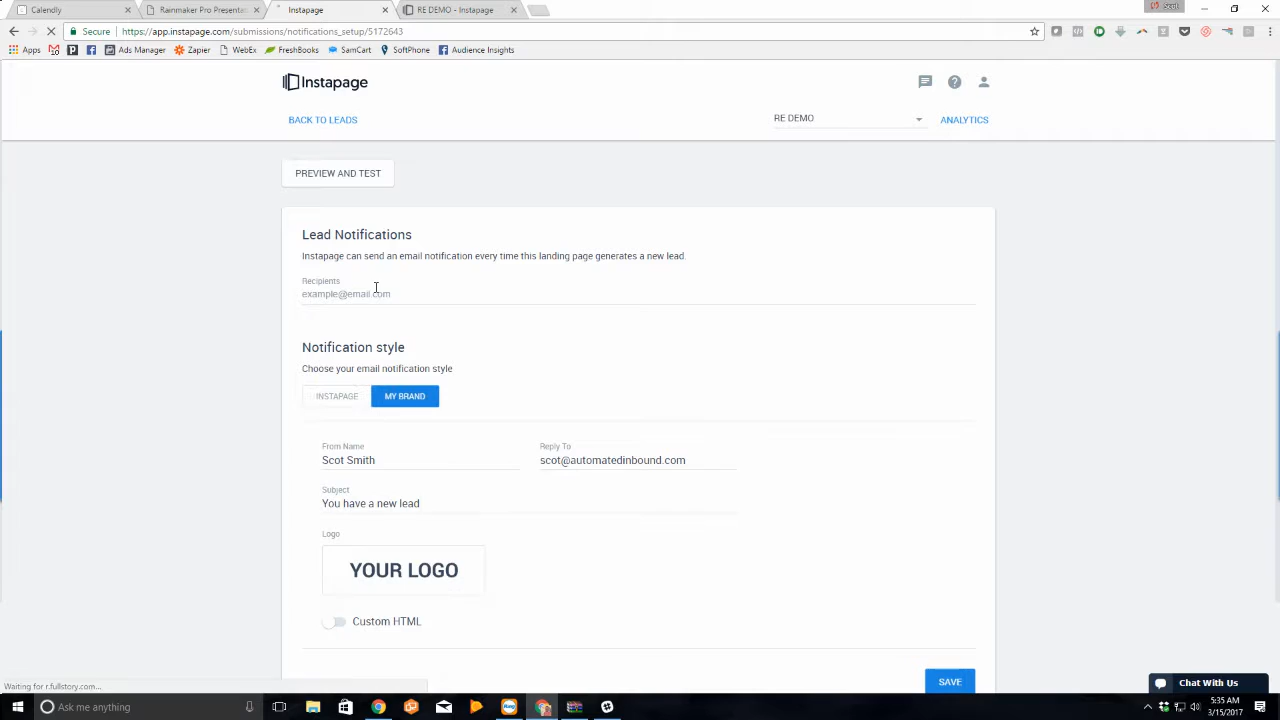 Calendly
Rainmaker Pro Presentat
Instapage
RE DEMO - Instapage
Secure
https://app.instapage.com/submissions/notifications_setup/5172643
Apps
Ads Manager
Zapier
WebEx
FreshBooks
SamCart
SoftPhone
Audience Insights
Instapage
BACK TO LEADS
RE DEMO
ANALYTICS
PREVIEW AND TEST
Lead Notifications
Instapage can send an email notification every time this landing page generates a new lead.
Recipients
example@email.com
Notification style
Choose your email notification style
INSTAPAGE
MY BRAND
From Name
Reply To
Scot Smith
scot@automatedinbound.com
Subject
You have a new lead
Logo
YOUR LOGO
Custom HTML
SAVE
Waiting for r.fullstory.com...
Chat With Us
Ask me anything
5:35 AM
3/15/2017